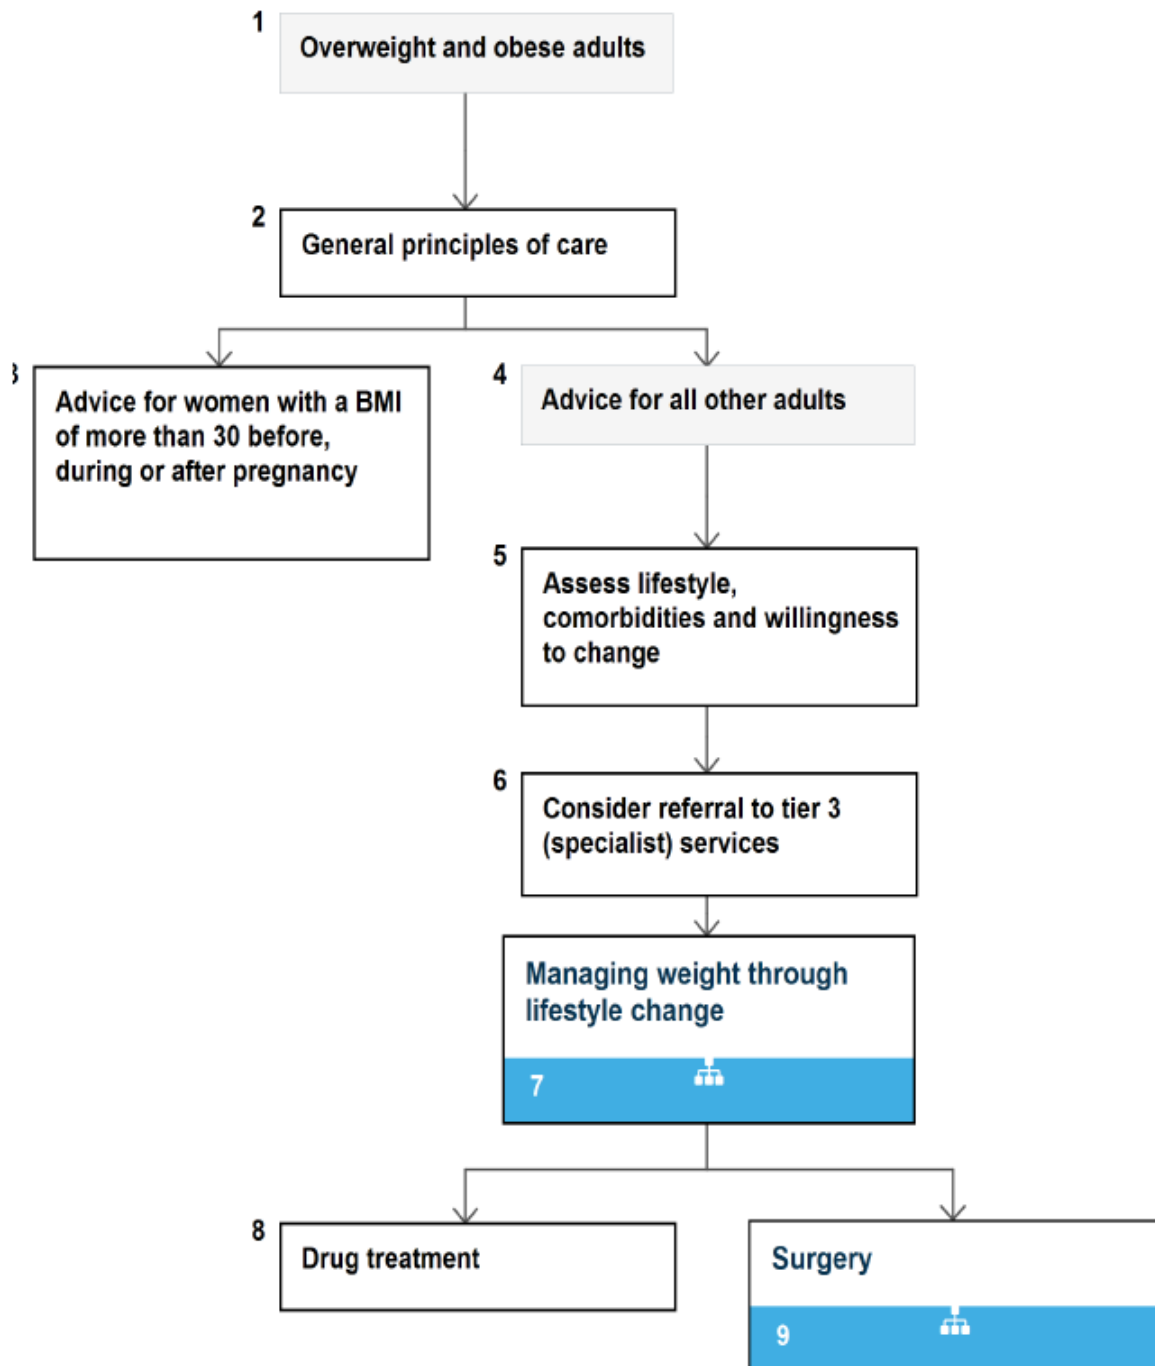 1
Overweight and obese adults
2
General principles of care
3
Advice for women with a BMI
of more than 30 before,
during or after pregnancy
4
Advice for all other adults
5
Assess lifestyle,
comorbidities and willingness
to change
6
Consider referral to tier 3
(specialist) services
Managing weight through
lifestyle change
7
8
Drug treatment
Surgery
9